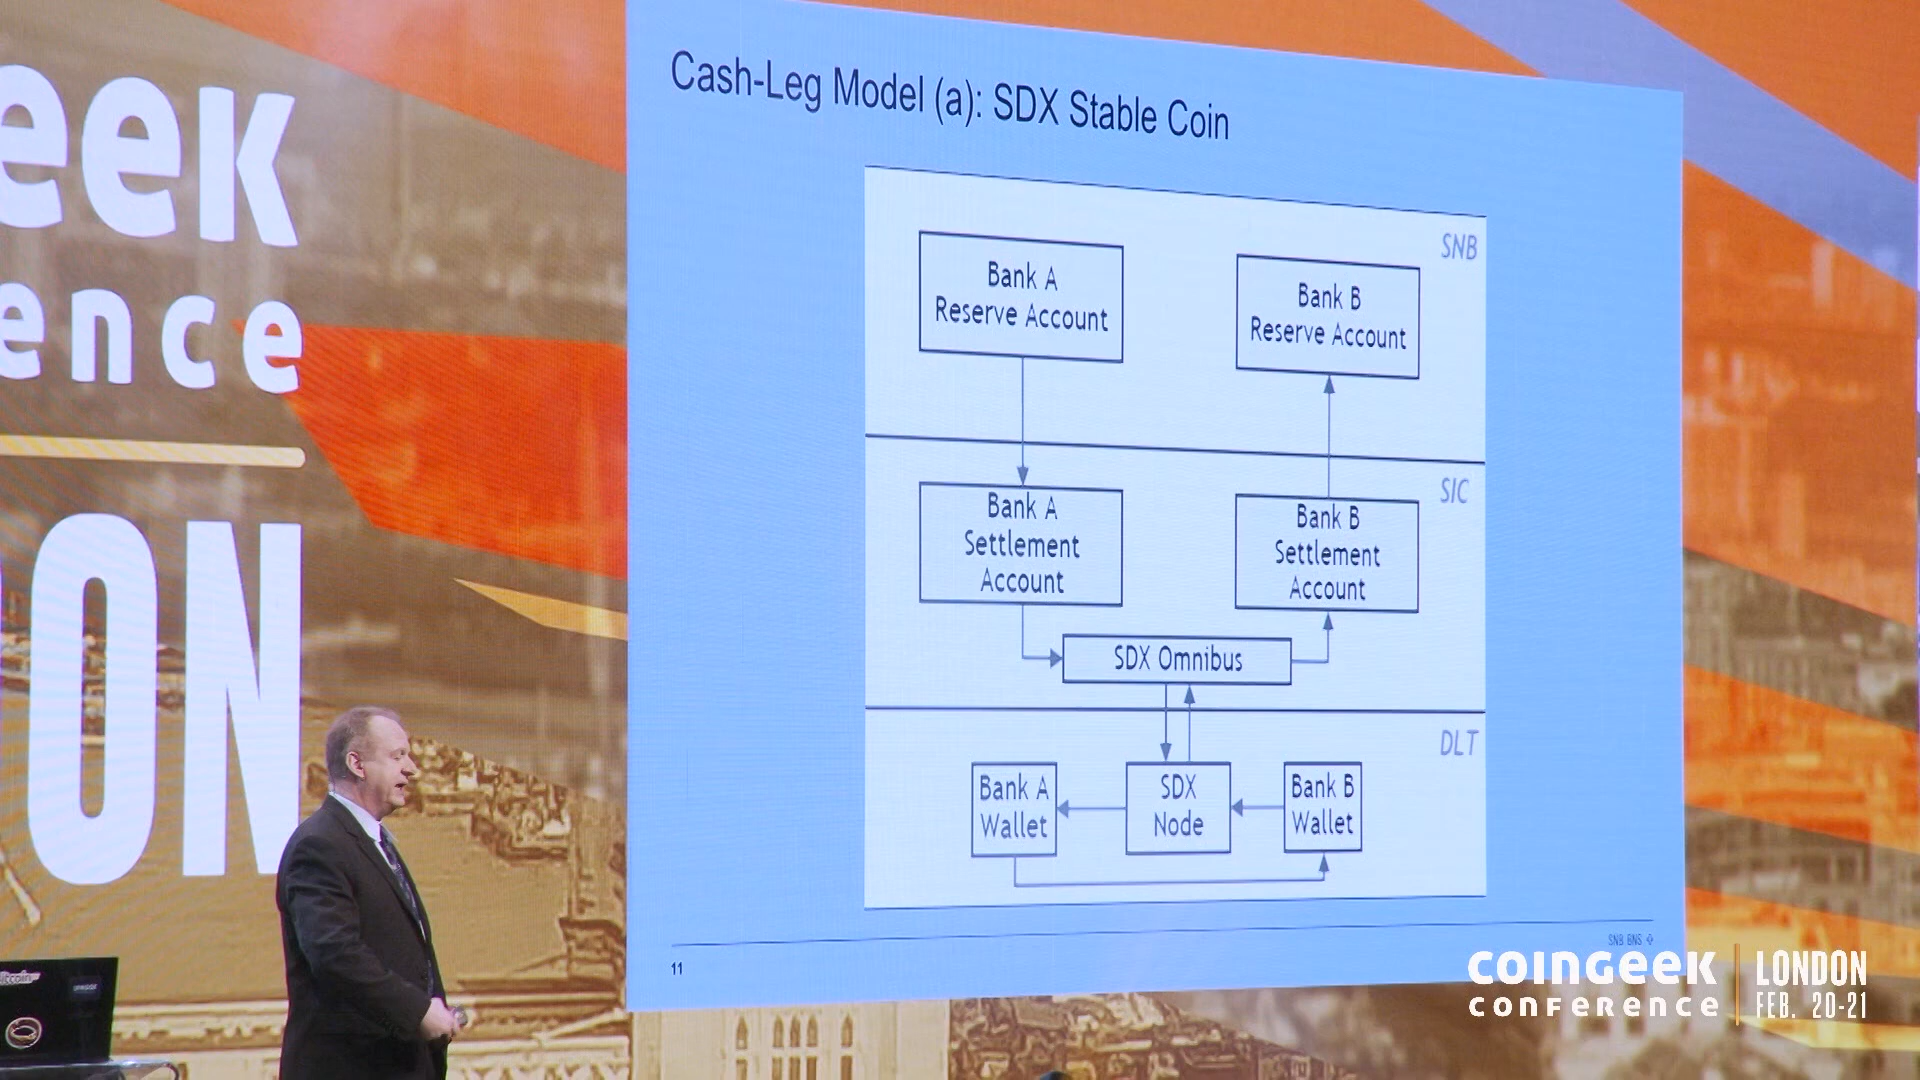 eek
ence
ON
Cash-Leg Model (a): SDX Stable Coin
SNB
Bank A
Reserve Account
Bank B
Reserve Account
SIC
Bank A
Settlement
Account
Bank B
Settlement
Account
SDX Omnibus
DLT
Bank A
Wallet
SDX
Node
Bank B
Wallet
SNB BNS
11
COINGEEK
CONFERENCE
LONDON
FEB. 20-21